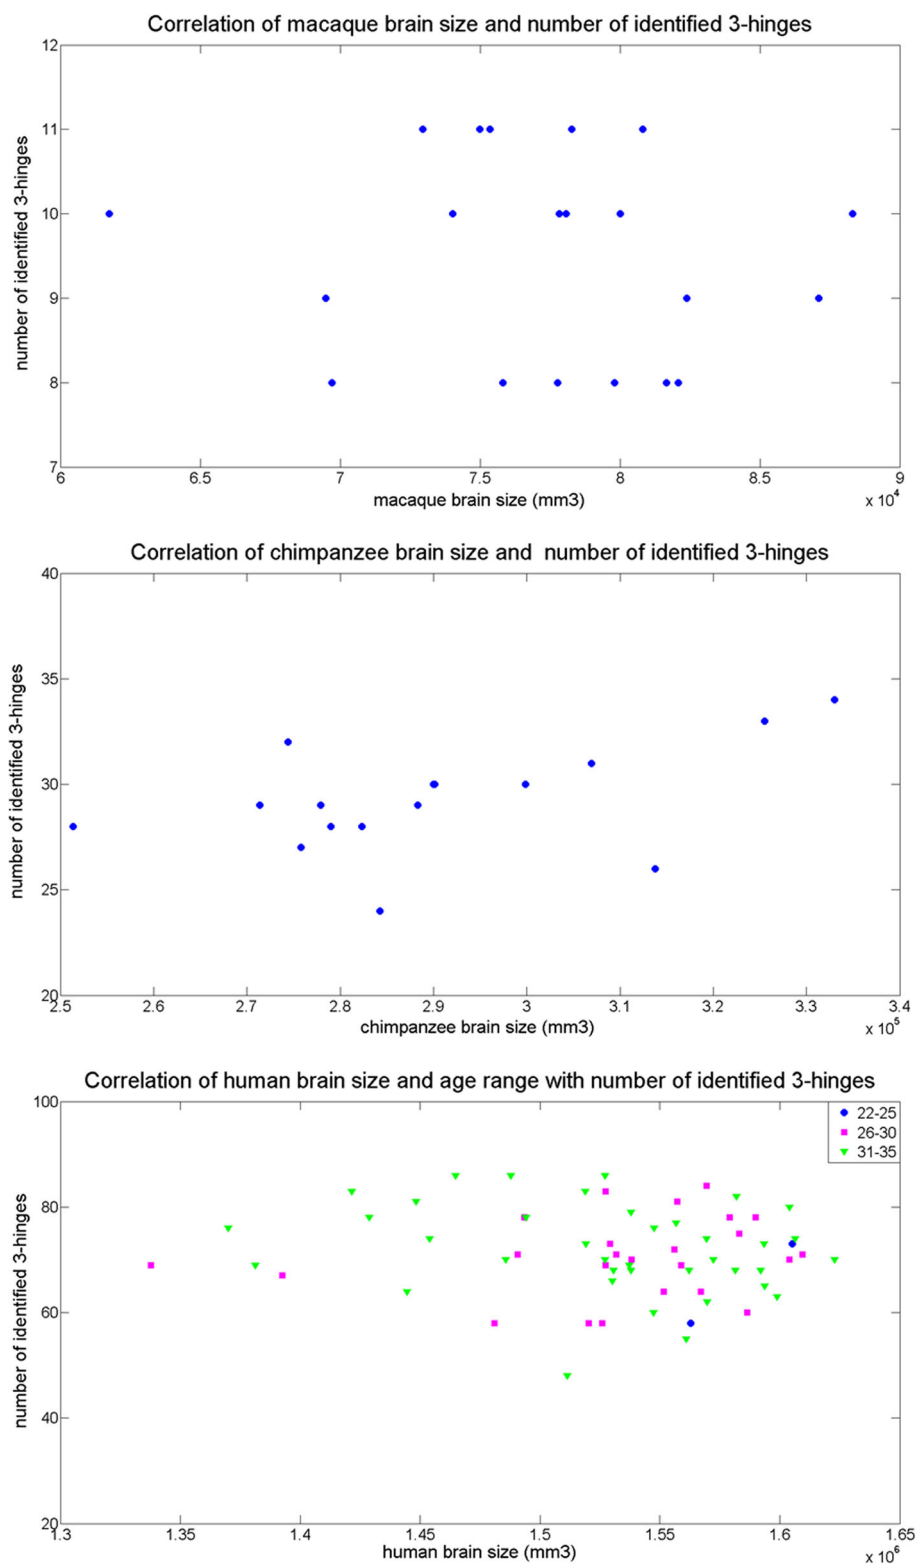 Correlation of macaque brain size and number of identified 3-hinges
12
11
10
9
8
7
number of identified 3-hinges
6 6.5 7 7.5 8 8.5 9
macaque brain size (mm3)
x 10^4
Correlation of chimpanzee brain size and number of identified 3-hinges
40
35
30
25
20
number of identified 3-hinges
2.5 2.6 2.7 2.8 2.9 3 3.1 3.2 3.3 3.4
chimpanzee brain size (mm3)
x 10^5
Correlation of human brain size and age range with number of identified 3-hinges
22-25
26-30
31-35
100
80
60
40
20
number of identified 3-hinges
1.3 1.35 1.4 1.45 1.5 1.55 1.6 1.65
human brain size (mm3)
x 10^6